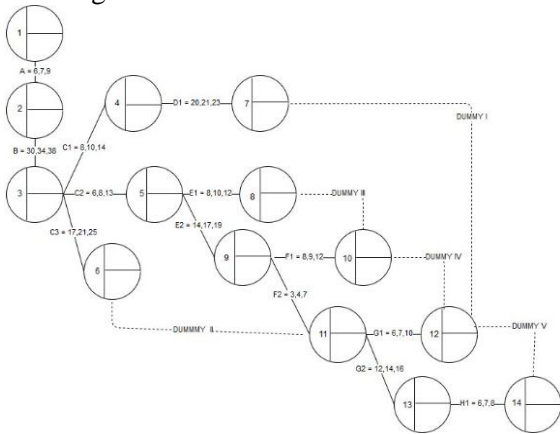 1
A = 6,7,9
2
B = 30,34,38
3
C1 = 8,10,14
4
D1 = 20,21,23
7
DUMMY I
C2 = 6,8,13
5
E1 = 8,10,12
8
DUMMY III
C3 = 17,21,25
E2 = 14,17,19
6
9
F1 = 8,9,12
10
DUMMY IV
F2 = 3,4,7
DUMMMY II
11
G1 = 6,7,10
12
DUMMY V
G2 = 12,14,16
13
H1 = 6,7,8
14